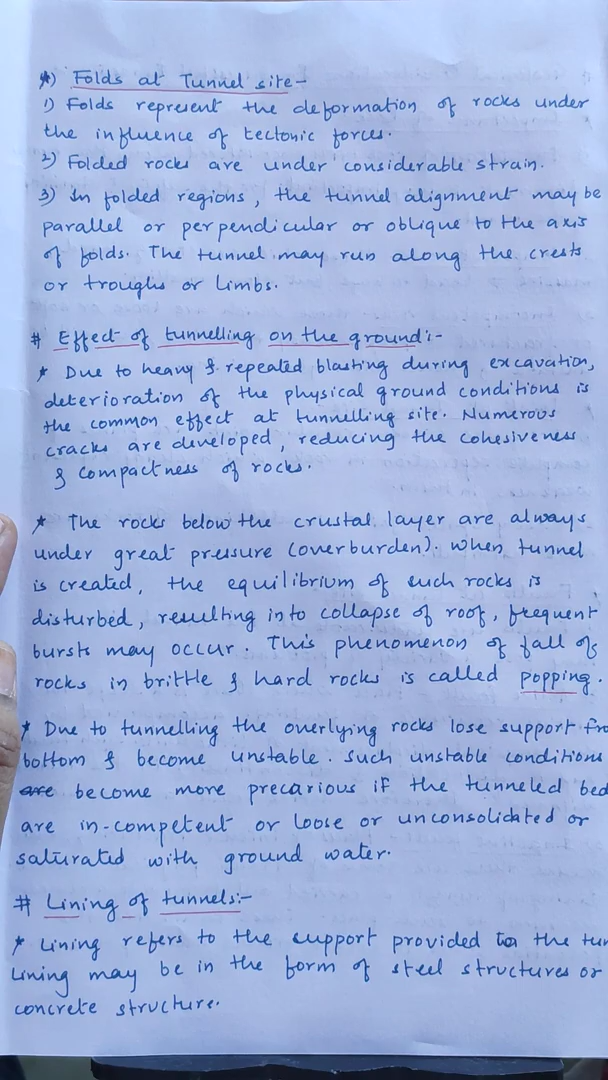 *) Folds at Tunnel site-
1) Folds represent the deformation of rocks under
the influence of tectonic forces.
2) Folded rocks are under considerable strain.
3) In folded regions, the tunnel alignment may be
parallel or perpendicular or oblique to the axis
of folds. The tunnel may run along the crests
or troughs or limbs.
# Effect of tunnelling on the ground:-
* Due to heavy & repeated blasting during excavation,
deterioration of the physical ground conditions is
the common effect at tunnelling site. Numerous
cracks are developed, reducing the cohesiveness
& compactness of rocks.
* The rocks below the crustal layer are always
under great pressure (overburden). When tunnel
is created, the equilibrium of such rocks is
disturbed, resulting into collapse of roof, frequent
bursts may occur. This phenomenon of fall of
rocks in brittle & hard rocks is called popping.
* Due to tunnelling the overlying rocks lose support fro
bottom & become unstable. Such unstable conditions
are become more precarious if the tunneled bed
are in-competent or loose or unconsolidated or
saturated with ground water.
# Lining of tunnels:-
* Lining refers to the support provided to the tun
Lining may be in the form of steel structures or
concrete structure.